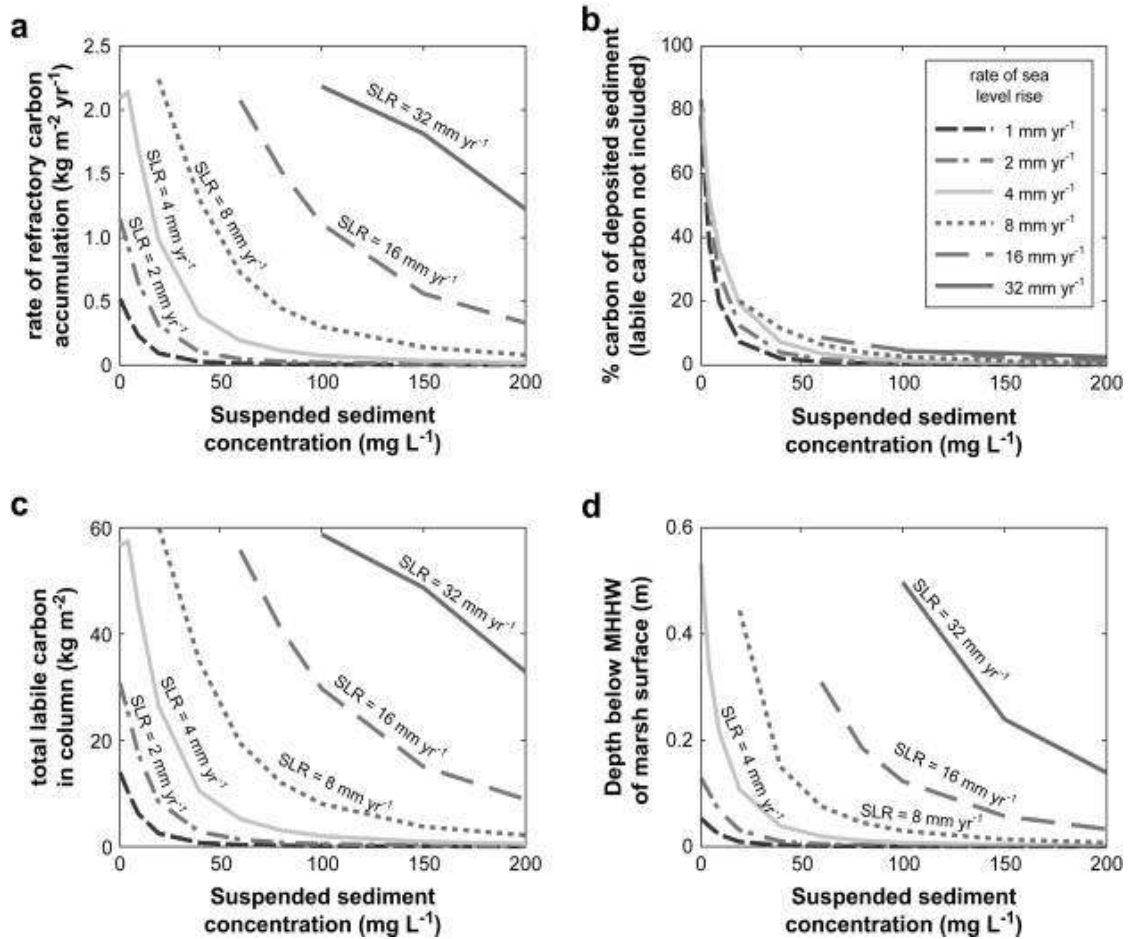 a
rate of refractory carbon
accumulation (kg m⁻² yr⁻¹)
2.5
2.0
1.5
1.0
0.5
0
0 50 100 150 200
SLR = 2 mm yr⁻¹
SLR = 4 mm yr⁻¹
SLR = 8 mm yr⁻¹
SLR = 16 mm yr⁻¹
SLR = 32 mm yr⁻¹
Suspended sediment
concentration (mg L⁻¹)
b
% carbon of deposited sediment
(labile carbon not included)
100
80
60
40
20
0
0 50 100 150 200
rate of sea
level rise
1 mm yr⁻¹
2 mm yr⁻¹
4 mm yr⁻¹
8 mm yr⁻¹
16 mm yr⁻¹
32 mm yr⁻¹
Suspended sediment
concentration (mg L⁻¹)
c
total labile carbon
in column (kg m⁻²)
60
40
20
0
0 50 100 150 200
SLR = 2 mm yr⁻¹
SLR = 4 mm yr⁻¹
SLR = 8 mm yr⁻¹
SLR = 16 mm yr⁻¹
SLR = 32 mm yr⁻¹
Suspended sediment
concentration (mg L⁻¹)
d
Depth below MHHW
of marsh surface (m)
0.6
0.4
0.2
0
0 50 100 150 200
SLR = 4 mm yr⁻¹
SLR = 8 mm yr⁻¹
SLR = 16 mm yr⁻¹
SLR = 32 mm yr⁻¹
Suspended sediment
concentration (mg L⁻¹)